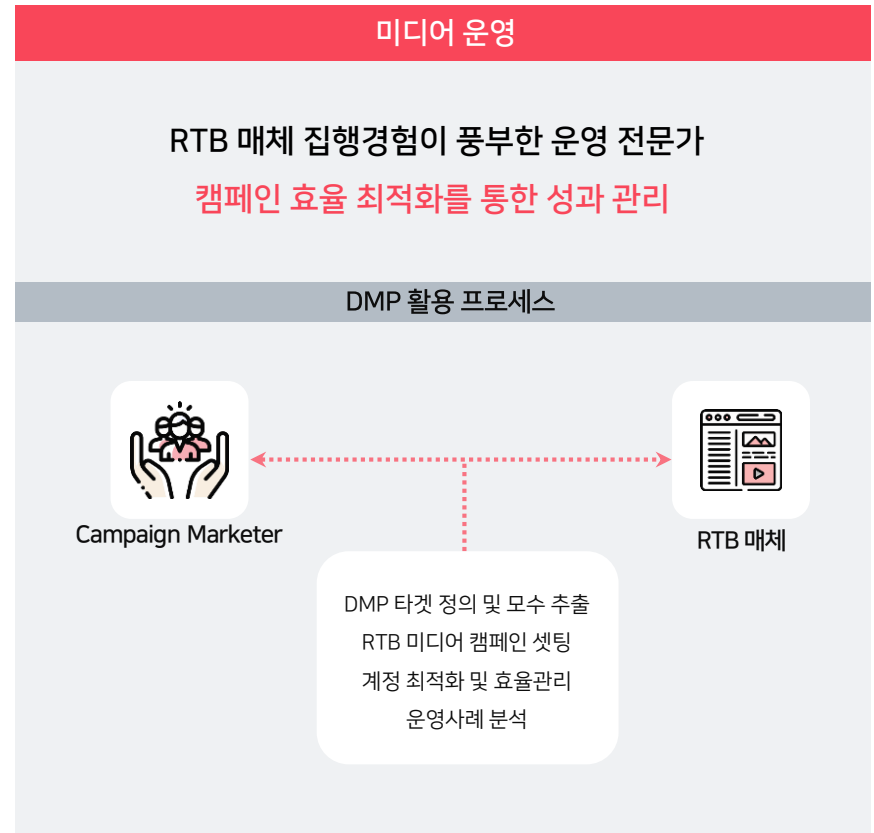 미디어 운영
RTB 매체 집행경험이 풍부한 운영 전문가
캠페인 효율 최적화를 통한 성과 관리
DMP 활용 프로세스
Campaign Marketer
RTB 매체
DMP 타겟 정의 및 모수 추출
RTB 미디어 캠페인 셋팅
계정 최적화 및 효율관리
운영사례 분석